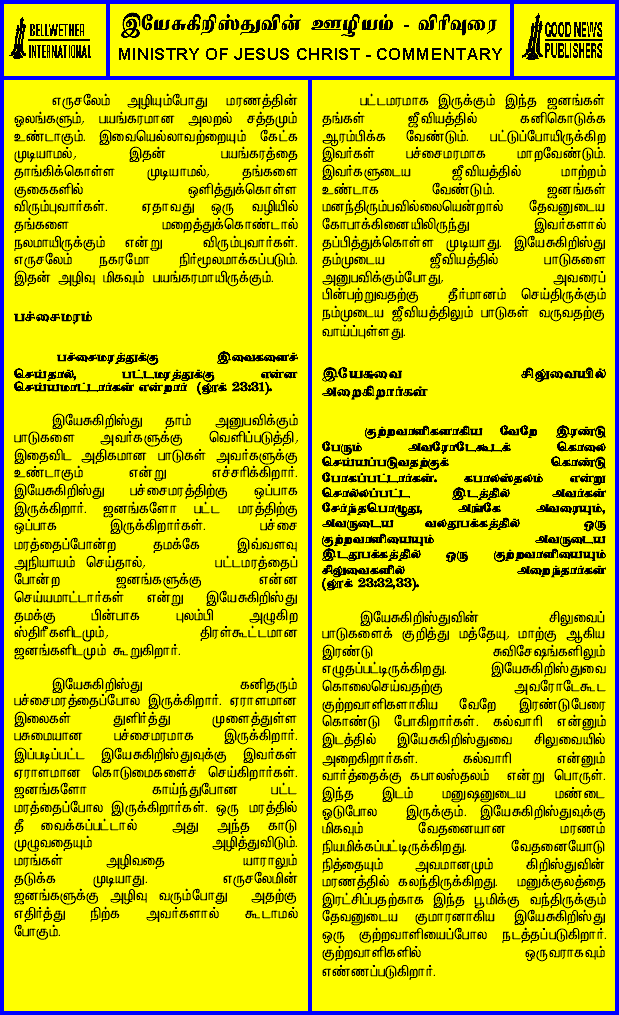 BELLWETHER
INTERNATIONAL
இயேசுகிறிஸ்துவின் ஊழியம் - விரிவுரை
MINISTRY OF JESUS CHRIST - COMMENTARY
GOOD NEWS
PUBLISHERS
எருசலேம் அழியும்போது மரணத்தின்
ஒலங்களும், பயங்கரமான அலறல் சத்தமும்
உண்டாகும். இவையெல்லாவற்றையும் கேட்க
முடியாமல், இதன் பயங்கரத்தை
தாங்கிக்கொள்ள முடியாமல், தங்களை
குகைகளில் ஒளித்துக்கொள்ள
விரும்புவார்கள். ஏதாவது ஒரு வழியில்
தங்களை மறைத்துக்கொண்டால்
நலமாயிருக்கும் என்று விரும்புவார்கள்.
எருசலேம் நகரமோ நிர்மூலமாக்கப்படும்.
இதன் அழிவு மிகவும் பயங்கரமாயிருக்கும்.
பச்சைமரம்
பச்சைமரத்துக்கு இவைகளைச்
செய்தால், பட்டமரத்துக்கு என்ன
செய்யமாட்டார்கள் என்றார் (லூக் 23:31).
இயேசுகிறிஸ்து தாம் அனுபவிக்கும்
பாடுகளை அவர்களுக்கு வெளிப்படுத்தி,
இதைவிட அதிகமான பாடுகள் அவர்களுக்கு
உண்டாகும் என்று எச்சரிக்கிறார்.
இயேசுகிறிஸ்து பச்சைமரத்திற்கு ஒப்பாக
இருக்கிறார். ஜனங்களோ பட்ட மரத்திற்கு
ஒப்பாக இருக்கிறார்கள். பச்சை
மரத்தைப்போன்ற தமக்கே இவ்வளவு
அநியாயம் செய்தால், பட்டமரத்தைப்
போன்ற ஜனங்களுக்கு என்ன
செய்யமாட்டார்கள் என்று இயேசுகிறிஸ்து
தமக்கு பின்பாக புலம்பி அழுகிற
ஸ்திரீகளிடமும், திரள்கூட்டமான
ஜனங்களிடமும் கூறுகிறார்.
இயேசுகிறிஸ்து கனிதரும்
பச்சைமரத்தைப்போல இருக்கிறார். ஏராளமான
இலைகள் துளிர்த்து முளைத்துள்ள
பசுமையான பச்சைமரமாக இருக்கிறார்.
இப்படிப்பட்ட இயேசுகிறிஸ்துவுக்கு இவர்கள்
ஏராளமான கொடுமைகளைச் செய்கிறார்கள்.
ஜனங்களோ காய்ந்துபோன பட்ட
மரத்தைப்போல இருக்கிறார்கள். ஒரு மரத்தில்
தீ வைக்கப்பட்டால் அது அந்த காடு
முழுவதையும் அழித்துவிடும்.
மரங்கள் அழிவதை யாராலும்
தடுக்க முடியாது. எருசலேமின்
ஜனங்களுக்கு அழிவு வரும்போது அதற்கு
எதிர்த்து நிற்க அவர்களால் கூடாமல்
போகும்.
பட்டமரமாக இருக்கும் இந்த ஜனங்கள்
தங்கள் ஜீவியத்தில் கனிகொடுக்க
ஆரம்பிக்க வேண்டும். பட்டுப்போயிருக்கிற
இவர்கள் பச்சைமரமாக மாறவேண்டும்.
இவர்களுடைய ஜீவியத்தில் மாற்றம்
உண்டாக வேண்டும். ஜனங்கள்
மனந்திரும்பவில்லையென்றால் தேவனுடைய
கோபாக்கினையிலிருந்து இவர்களால்
தப்பித்துக்கொள்ள முடியாது. இயேசுகிறிஸ்து
தம்முடைய ஜீவியத்தில் பாடுகளை
அனுபவிக்கும்போது, அவரைப்
பின்பற்றுவதற்கு தீர்மானம் செய்திருக்கும்
நம்முடைய ஜீவியத்திலும் பாடுகள் வருவதற்கு
வாய்ப்புள்ளது.
இயேசுவை சிலுவையில்
அறைகிறார்கள்
குற்றவாளிகளாகிய வேறே இரண்டு
பேரும் அவரோடேகூடக் கொலை
செய்யப்படுவதற்குக் கொண்டு
போகப்பட்டார்கள். கபாலஸ்தலம் என்று
சொல்லப்பட்ட இடத்தில் அவர்கள்
சேர்ந்தபொழுது, அங்கே அவரையும்,
அவருடைய வலதுபக்கத்தில் ஒரு
குற்றவாளியையும் அவருடைய
இடதுபக்கத்தில் ஒரு குற்றவாளியையும்
சிலுவைகளில் அறைந்தார்கள்
(லூக் 23:32,33).
இயேசுகிறிஸ்துவின் சிலுவைப்
பாடுகளைக் குறித்து மத்தேயு, மாற்கு ஆகிய
இரண்டு சுவிசேஷங்களிலும்
எழுதப்பட்டிருக்கிறது. இயேசுகிறிஸ்துவை
கொலைசெய்வதற்கு அவரோடேகூட
குற்றவாளிகளாகிய வேறே இரண்டுபேரை
கொண்டு போகிறார்கள். கல்வாரி என்னும்
இடத்தில் இயேசுகிறிஸ்துவை சிலுவையில்
அறைகிறார்கள். கல்வாரி என்னும்
வார்த்தைக்கு கபாலஸ்தலம் என்று பொருள்.
இந்த இடம் மனுஷனுடைய மண்டை
ஓடுபோல இருக்கும். இயேசுகிறிஸ்துவுக்கு
மிகவும் வேதனையான மரணம்
நியமிக்கப்பட்டிருக்கிறது. வேதனையோடு
நித்தையும் அவமானமும் கிறிஸ்துவின்
மரணத்தில் கலந்திருக்கிறது. மனுக்குலத்தை
இரட்சிப்பதற்காக இந்த பூமிக்கு வந்திருக்கும்
தேவனுடைய குமாரனாகிய இயேசுகிறிஸ்து
ஒரு குற்றவாளியைப்போல நடத்தப்படுகிறார்.
குற்றவாளிகளில் ஒருவராகவும்
எண்ணப்படுகிறார்.